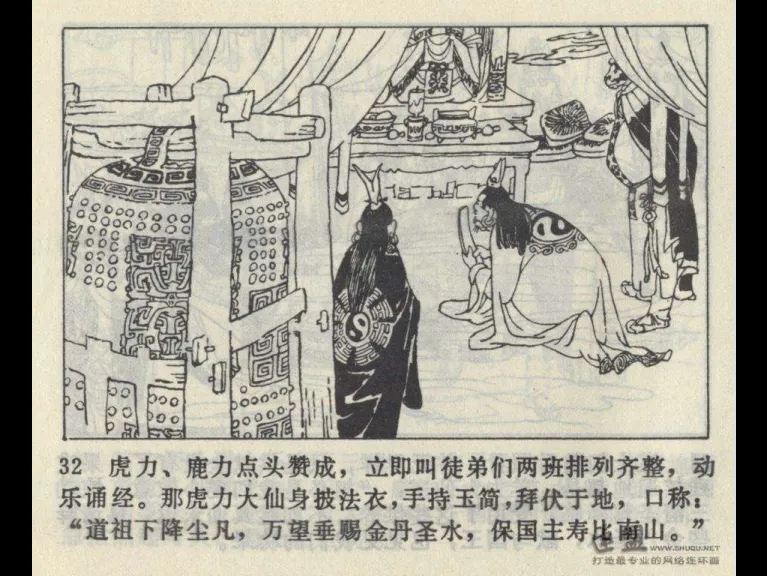 32 虎力、鹿力点头赞成，立即叫徒弟们两班排列齐整，动
乐诵经。那虎力大仙身披法衣，手持玉简，拜伏于地，口称：
“道祖下降尘凡，万望垂赐金丹圣水，保国主寿比南山。”
WWW.SHUQU.NET
打造最专业的网络连环画